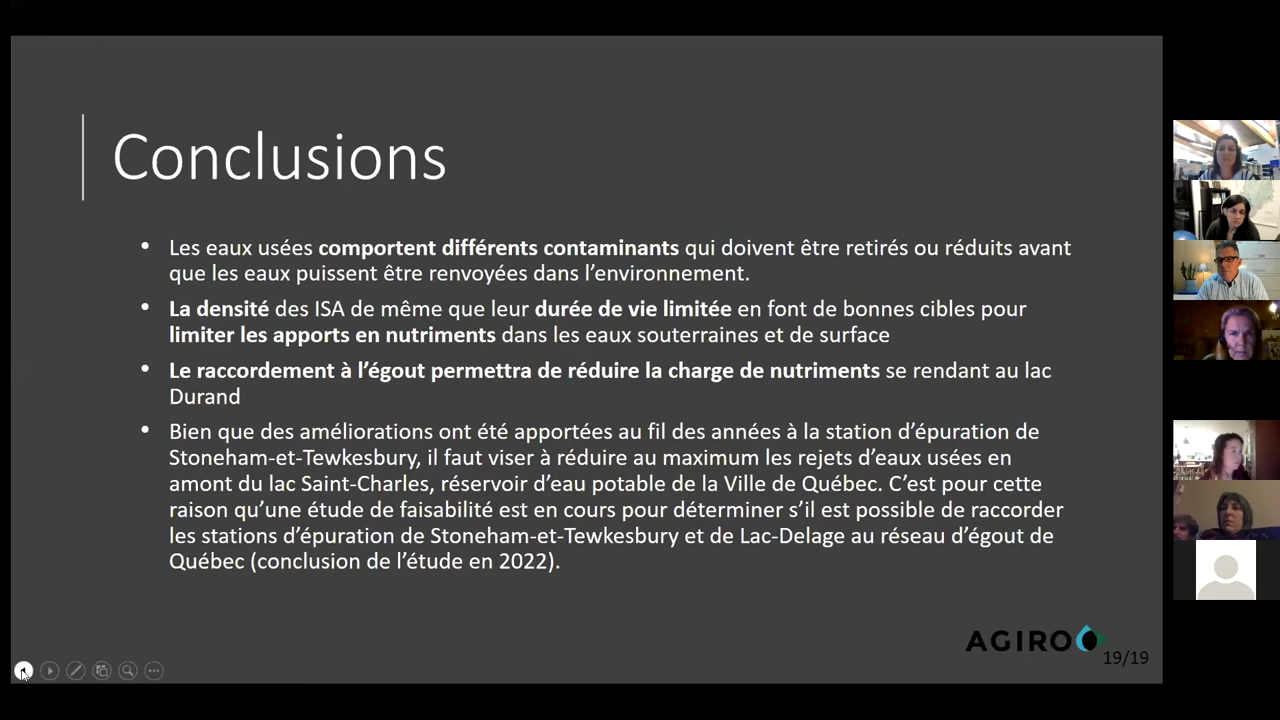 Conclusions
• Les eaux usées comportent différents contaminants qui doivent être retirés ou réduits avant
que les eaux puissent être renvoyées dans l'environnement.
• La densité des ISA de même que leur durée de vie limitée en font de bonnes cibles pour
limiter les apports en nutriments dans les eaux souterraines et de surface
• Le raccordement à l'égout permettra de réduire la charge de nutriments se rendant au lac
Durand
• Bien que des améliorations ont été apportées au fil des années à la station d'épuration de
Stoneham-et-Tewkesbury, il faut viser à réduire au maximum les rejets d'eaux usées en
amont du lac Saint-Charles, réservoir d'eau potable de la Ville de Québec. C'est pour cette
raison qu'une étude de faisabilité est en cours pour déterminer s'il est possible de raccorder
les stations d'épuration de Stoneham-et-Tewkesbury et de Lac-Delage au réseau d'égout de
Québec (conclusion de l'étude en 2022).
AGIRO
19/19